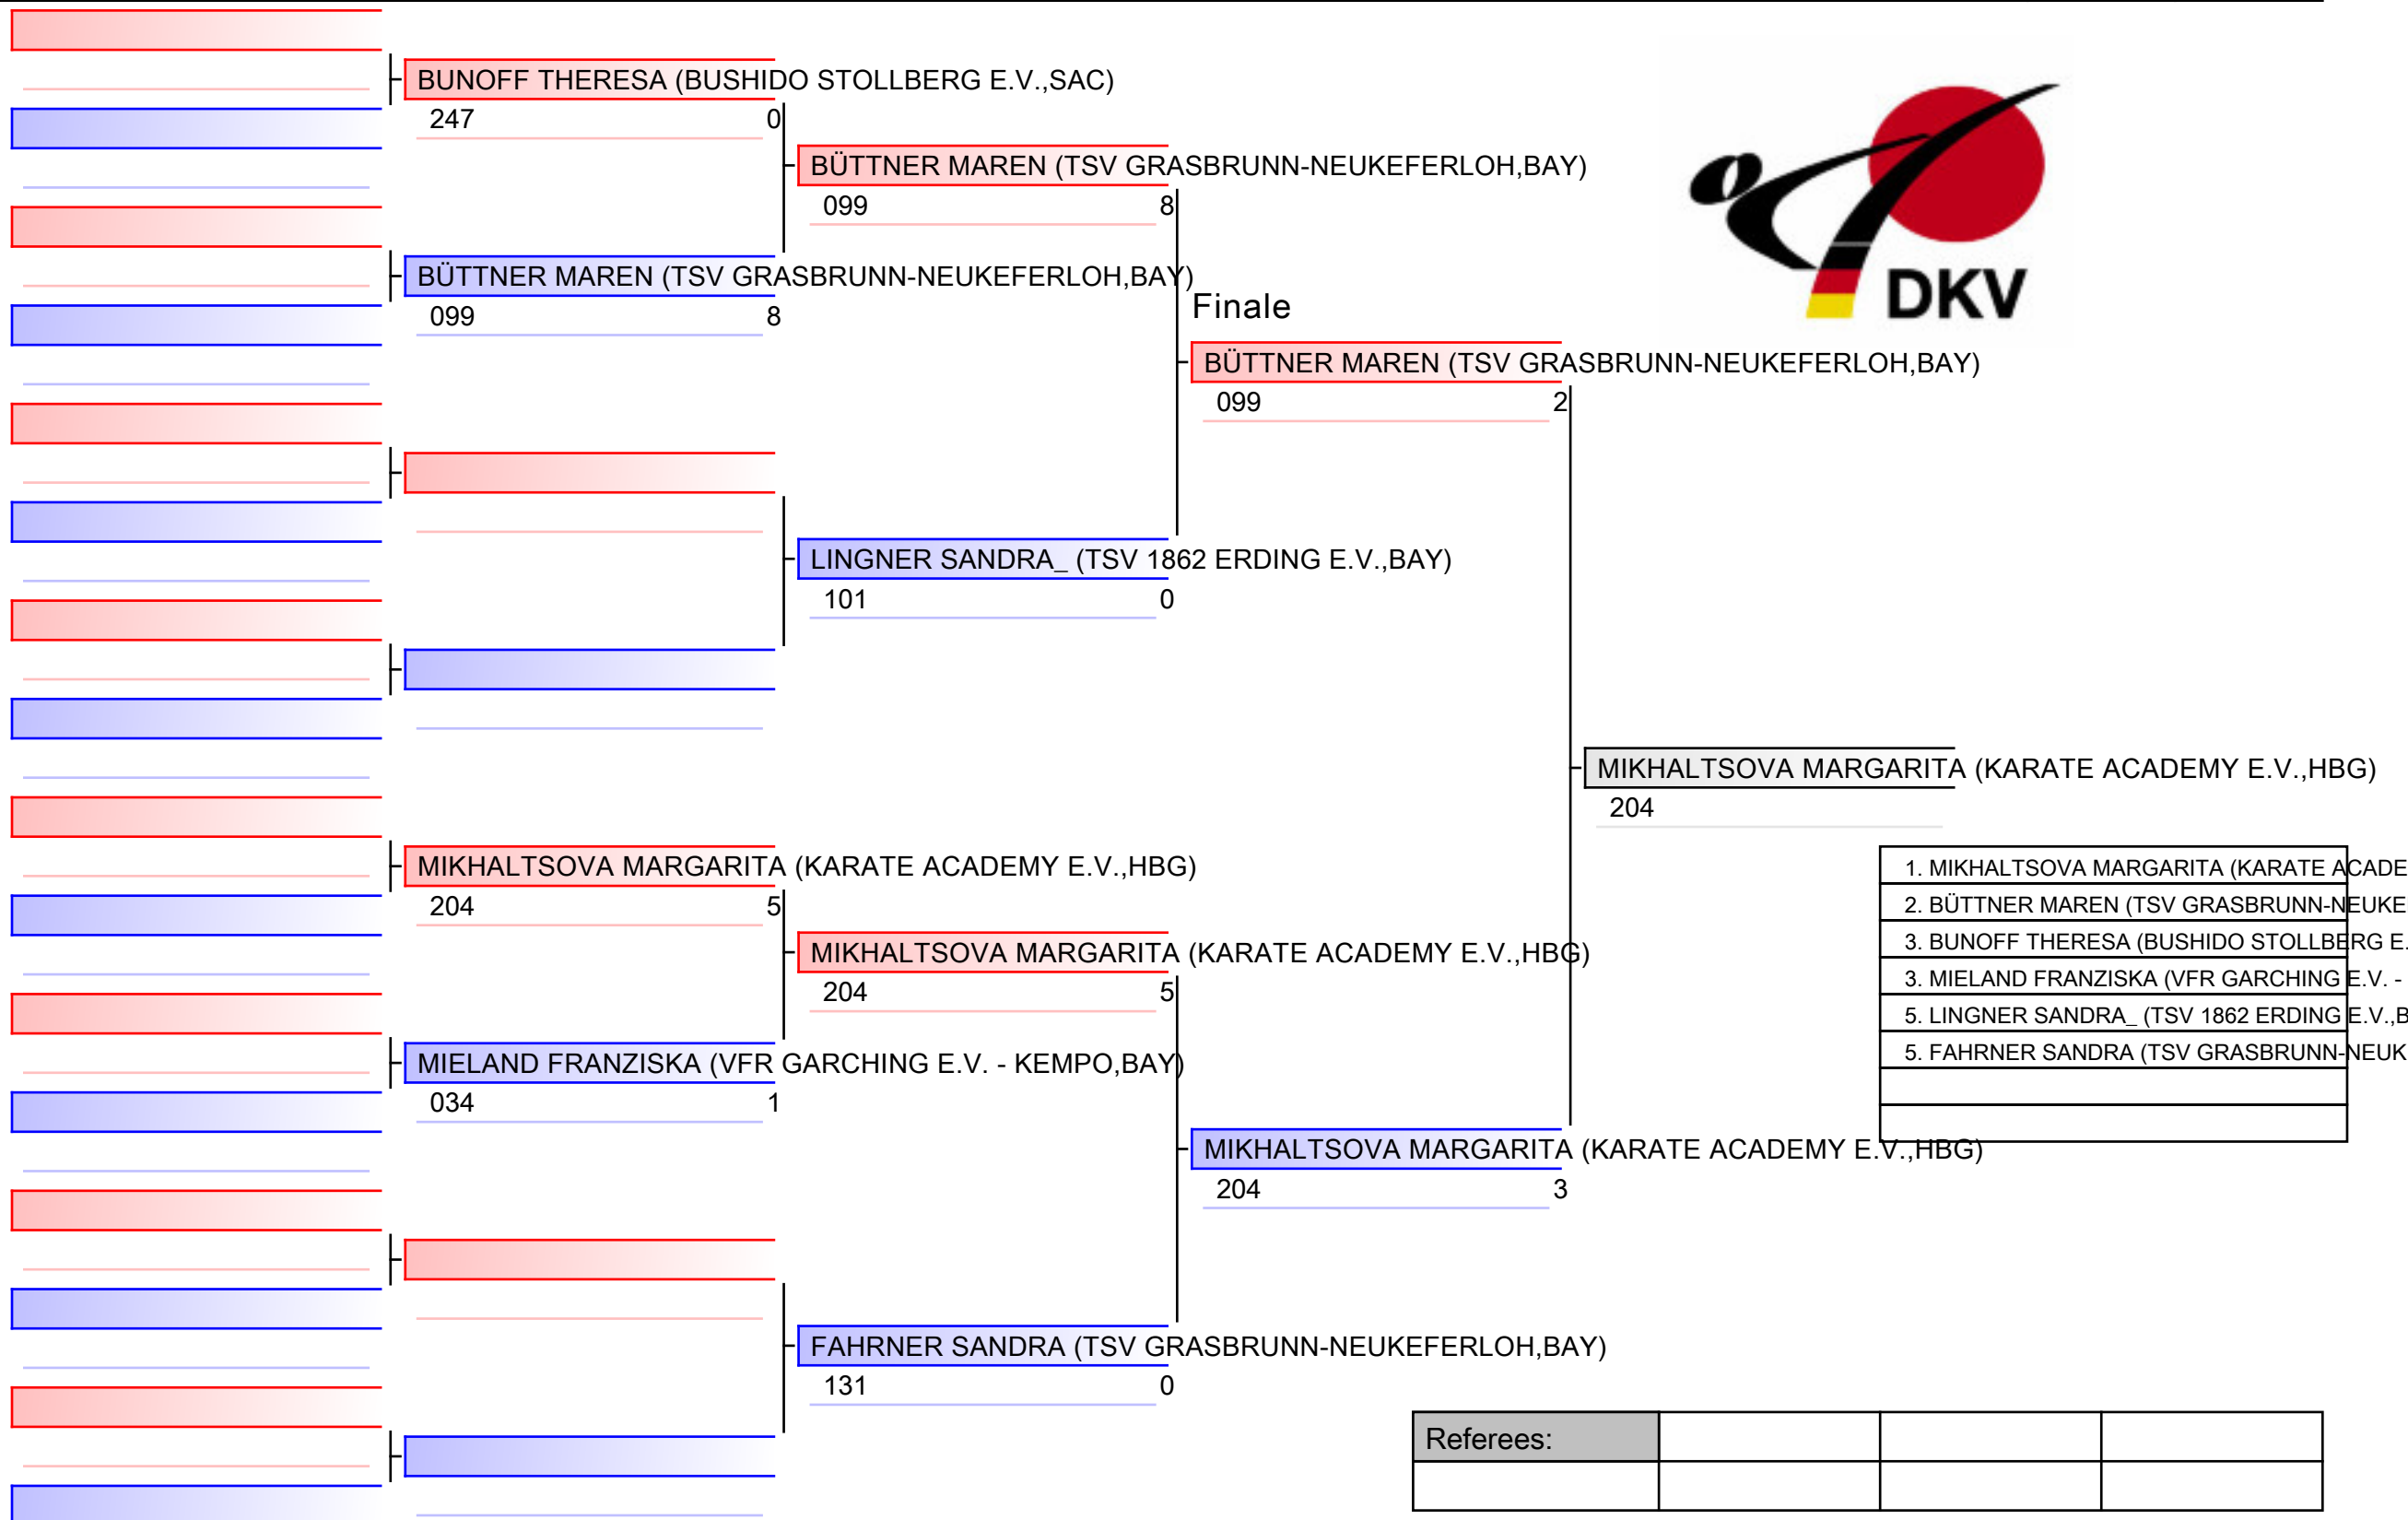 BUNOFF THERESA (BUSHIDO STOLLBERG E.V.,SAC)
247 0
BÜTTNER MAREN (TSV GRASBRUNN-NEUKEFERLOH,BAY)
099 8
BÜTTNER MAREN (TSV GRASBRUNN-NEUKEFERLOH,BAY)
099 8
DKV
Finale
BÜTTNER MAREN (TSV GRASBRUNN-NEUKEFERLOH,BAY)
099 2
LINGNER SANDRA_ (TSV 1862 ERDING E.V.,BAY)
101 0
MIKHALTSOVA MARGARITA (KARATE ACADEMY E.V.,HBG)
204
MIKHALTSOVA MARGARITA (KARATE ACADEMY E.V.,HBG)
204 5
MIKHALTSOVA MARGARITA (KARATE ACADEMY E.V.,HBG)
204 5
MIELAND FRANZISKA (VFR GARCHING E.V. - KEMPO,BAY)
034 1
1. MIKHALTSOVA MARGARITA (KARATE ACADE
2. BÜTTNER MAREN (TSV GRASBRUNN-NEUKE
3. BUNOFF THERESA (BUSHIDO STOLLBERG E.
3. MIELAND FRANZISKA (VFR GARCHING E.V. -
5. LINGNER SANDRA_ (TSV 1862 ERDING E.V.,B
5. FAHRNER SANDRA (TSV GRASBRUNN-NEUK
MIKHALTSOVA MARGARITA (KARATE ACADEMY E.V.,HBG)
204 3
FAHRNER SANDRA (TSV GRASBRUNN-NEUKEFERLOH,BAY)
131 0
Referees: